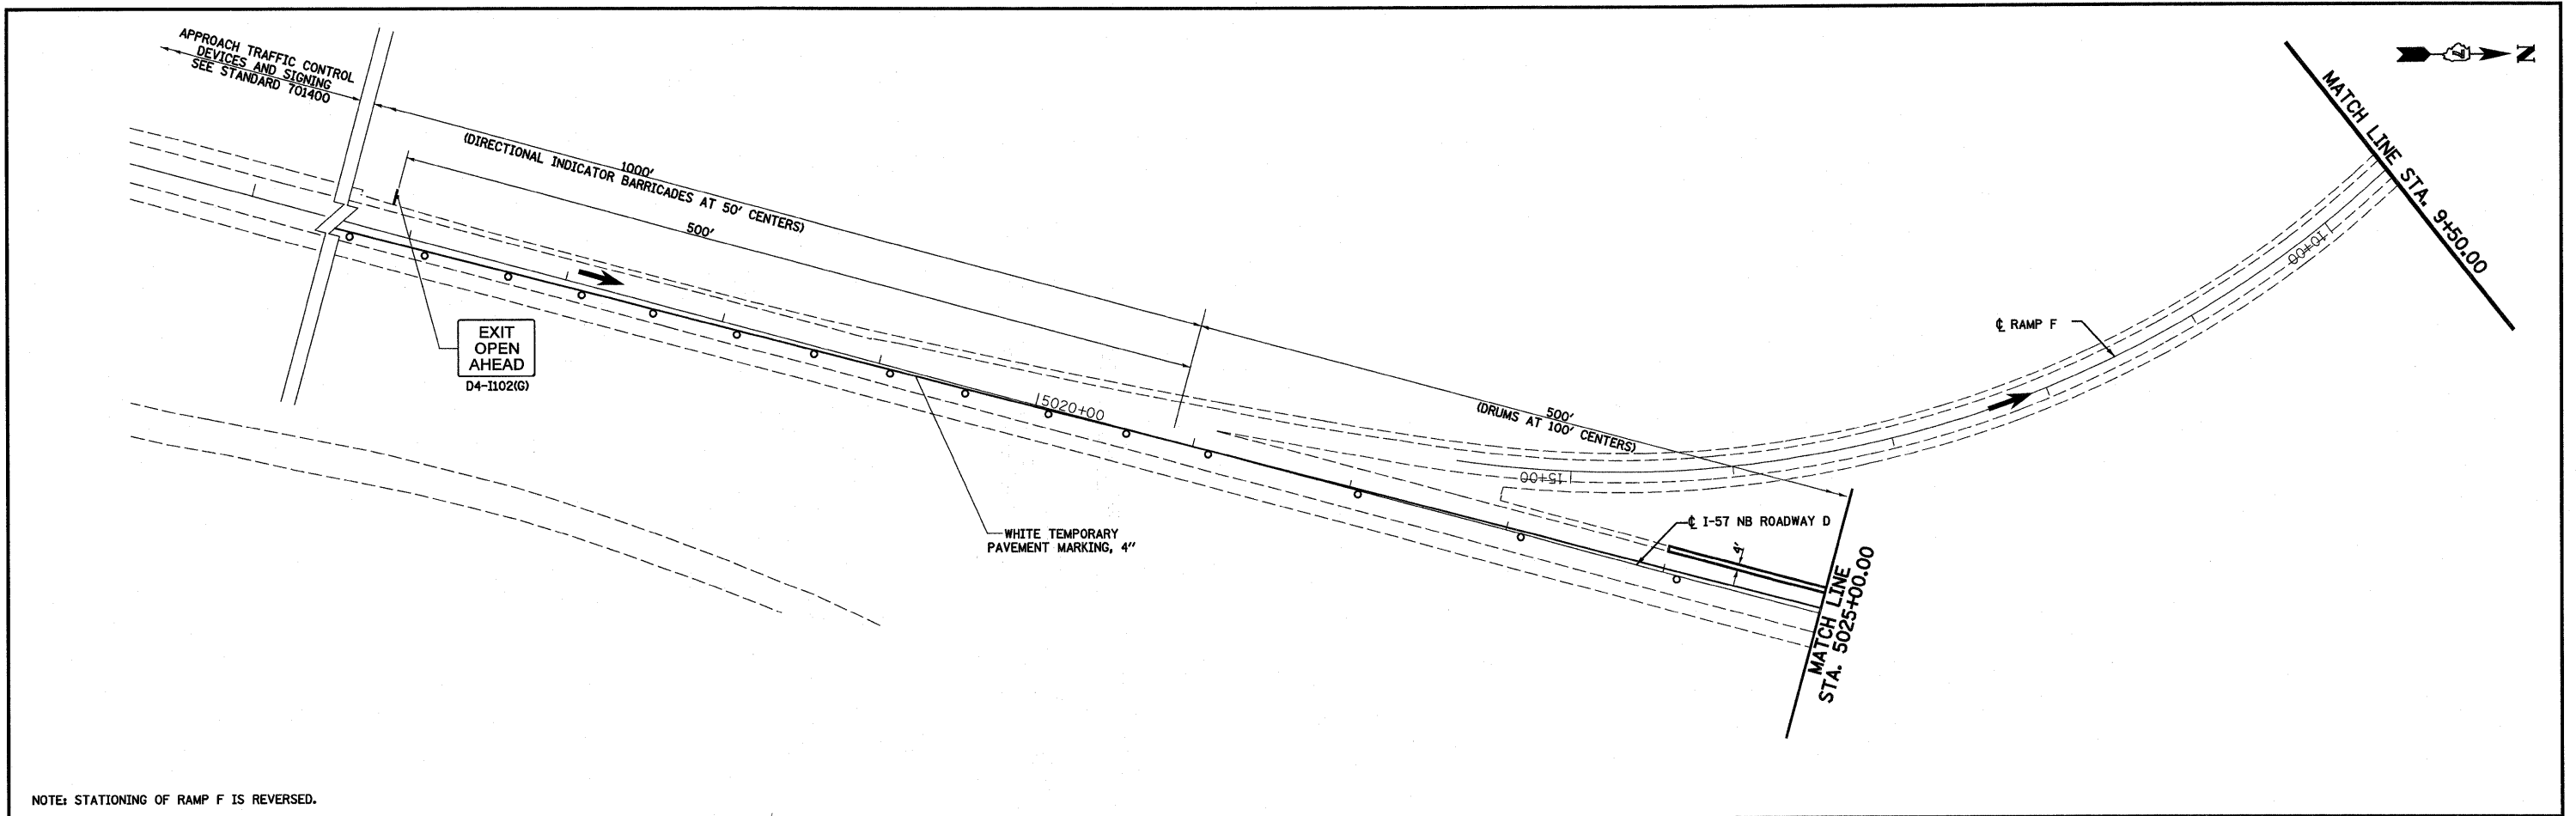 APPROACH TRAFFIC CONTROL
DEVICES AND SIGNING
SEE STANDARD 701400
1000'
(DIRECTIONAL INDICATOR BARRICADES AT 50' CENTERS)
500'
EXIT
OPEN
AHEAD
D4-I102(G)
5020+00
WHITE TEMPORARY
PAVEMENT MARKING, 4"
500'
(DRUMS AT 100' CENTERS)
15+00
℄ I-57 NB ROADWAY D
4'
MATCH LINE
STA. 5025+00.00
℄ RAMP F
10+00
MATCH LINE STA. 9+50.00
N
NOTE: STATIONING OF RAMP F IS REVERSED.